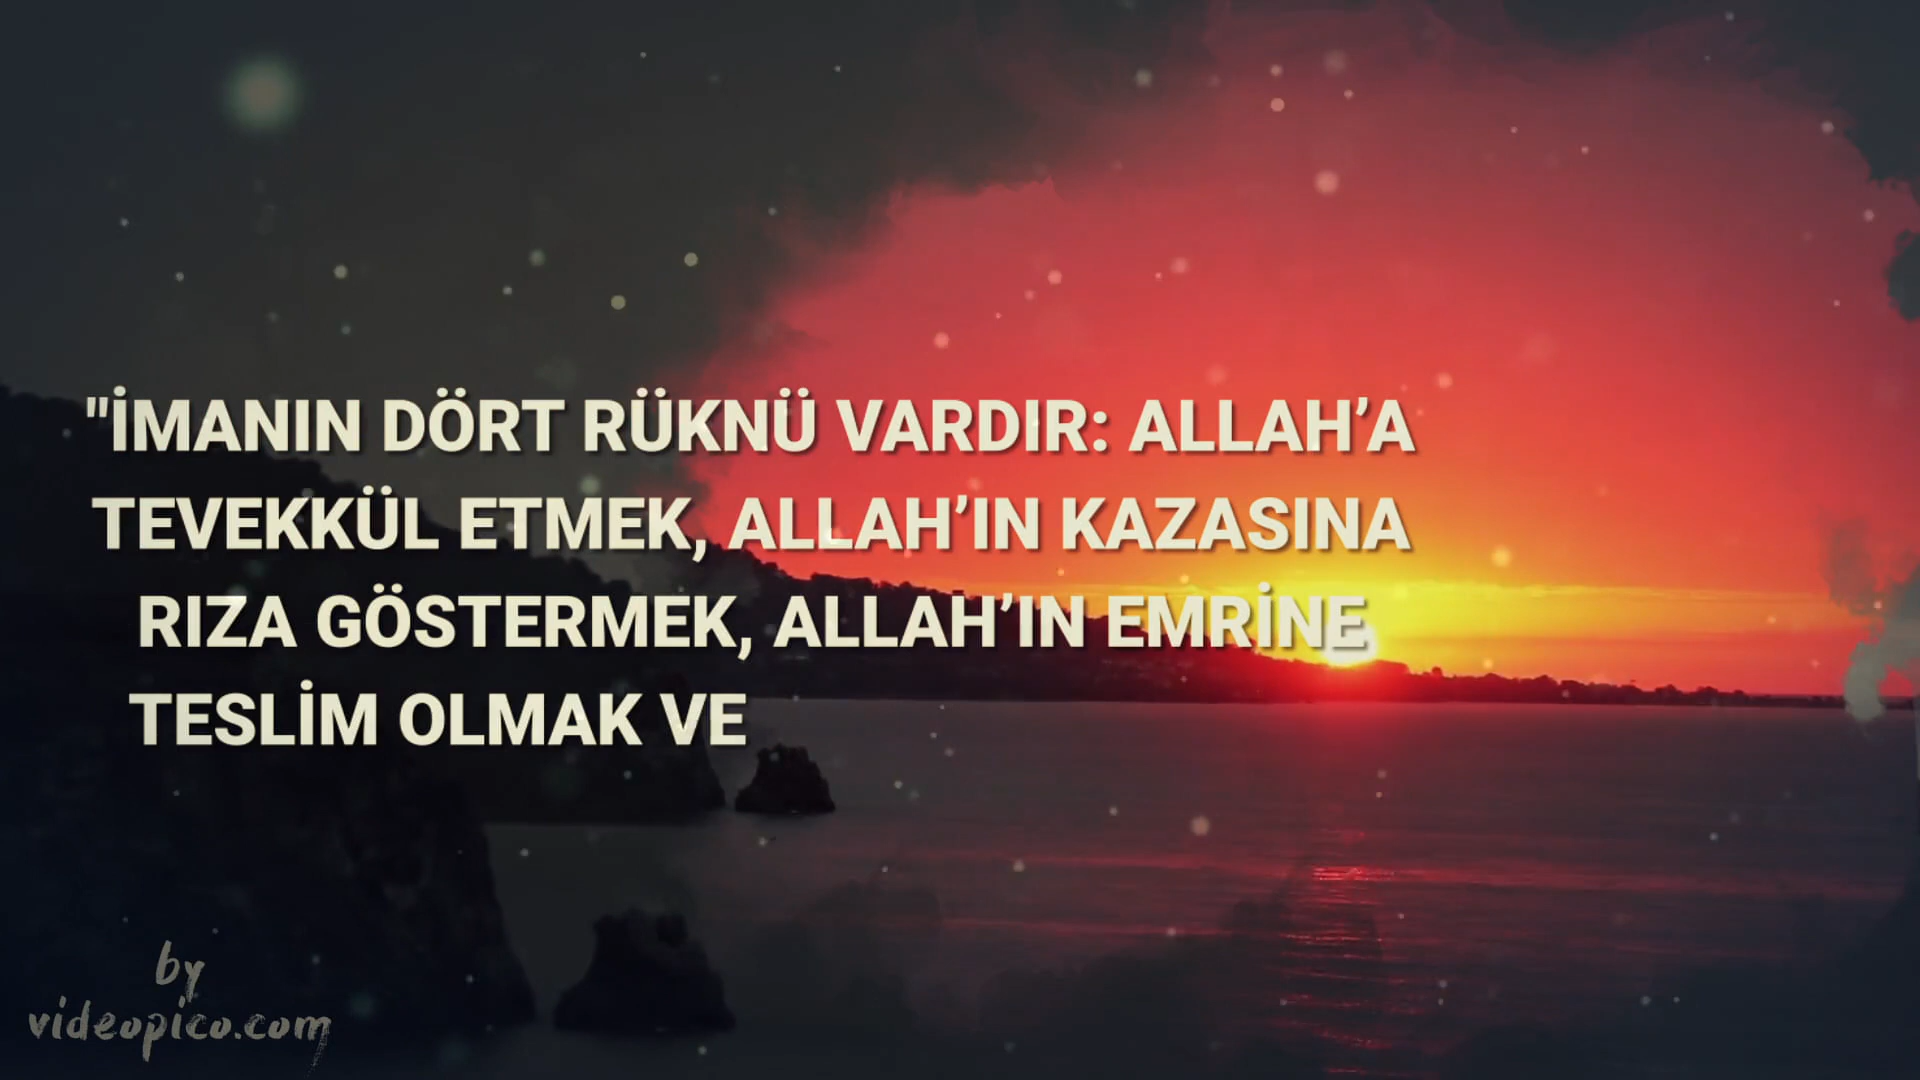 "İMANIN DÖRT RÜKNÜ VARDIR: ALLAH’A
TEVEKKÜL ETMEK, ALLAH’IN KAZASINA
RIZA GÖSTERMEK, ALLAH’IN EMRİNE
TESLİM OLMAK VE
by
videopico.com